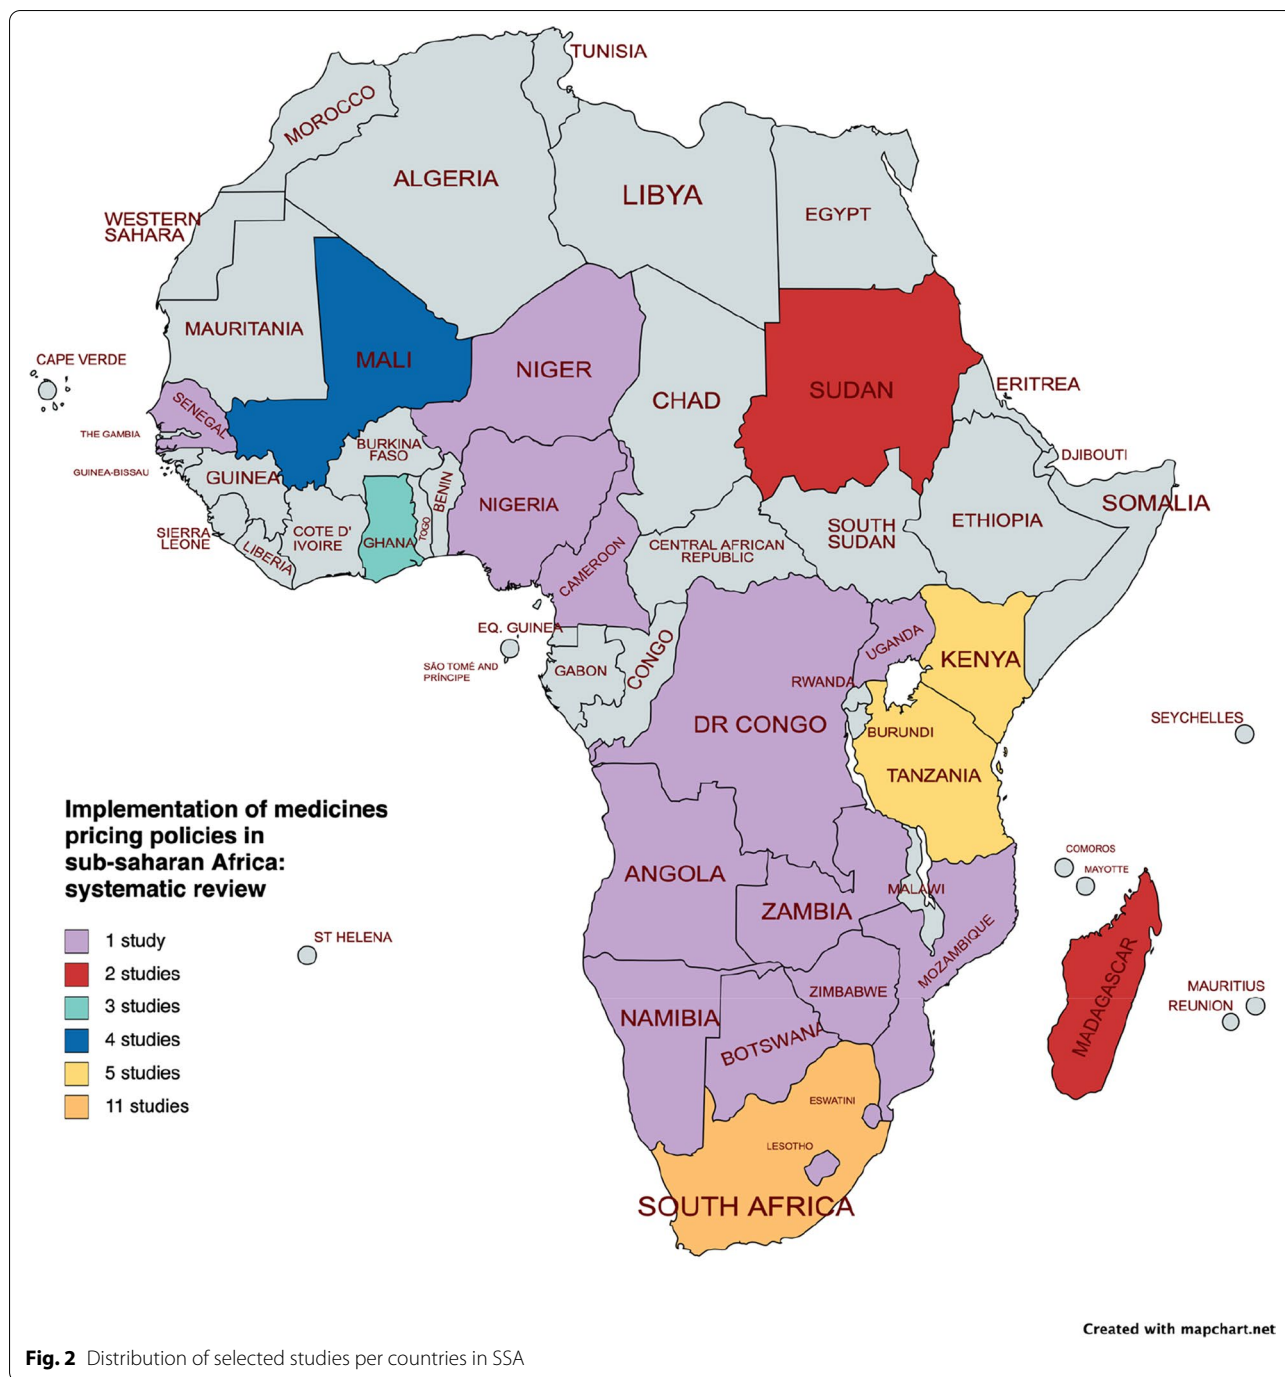 TUNISIA
MOROCCO
ALGERIA
LIBYA
EGYPT
WESTERN
SAHARA
MAURITANIA
MALI
NIGER
CHAD
SUDAN
ERITREA
CAPE VERDE
SENEGAL
THE GAMBIA
GUINEA-BISSAU
GUINEA
BURKINA
FASO
BENIN
NIGERIA
DJIBOUTI
SOMALIA
ETHIOPIA
SOUTH
SUDAN
SIERRA
LEONE
LIBERIA
COTE D'
IVOIRE
GHANA
TOGO
CAMEROON
CENTRAL AFRICAN
REPUBLIC
EQ. GUINEA
SÃO TOMÉ AND
PRÍNCIPE
GABON
CONGO
UGANDA
KENYA
RWANDA
DR CONGO
BURUNDI
TANZANIA
SEYCHELLES
Implementation of medicines
pricing policies in
sub-saharan Africa:
systematic review
1 study
2 studies
3 studies
4 studies
5 studies
11 studies
ANGOLA
ZAMBIA
MALAWI
COMOROS
MAYOTTE
MOZAMBIQUE
ST HELENA
ZIMBABWE
NAMIBIA
BOTSWANA
MADAGASCAR
MAURITIUS
REUNION
ESWATINI
LESOTHO
SOUTH AFRICA
Created with mapchart.net
Fig. 2 Distribution of selected studies per countries in SSA